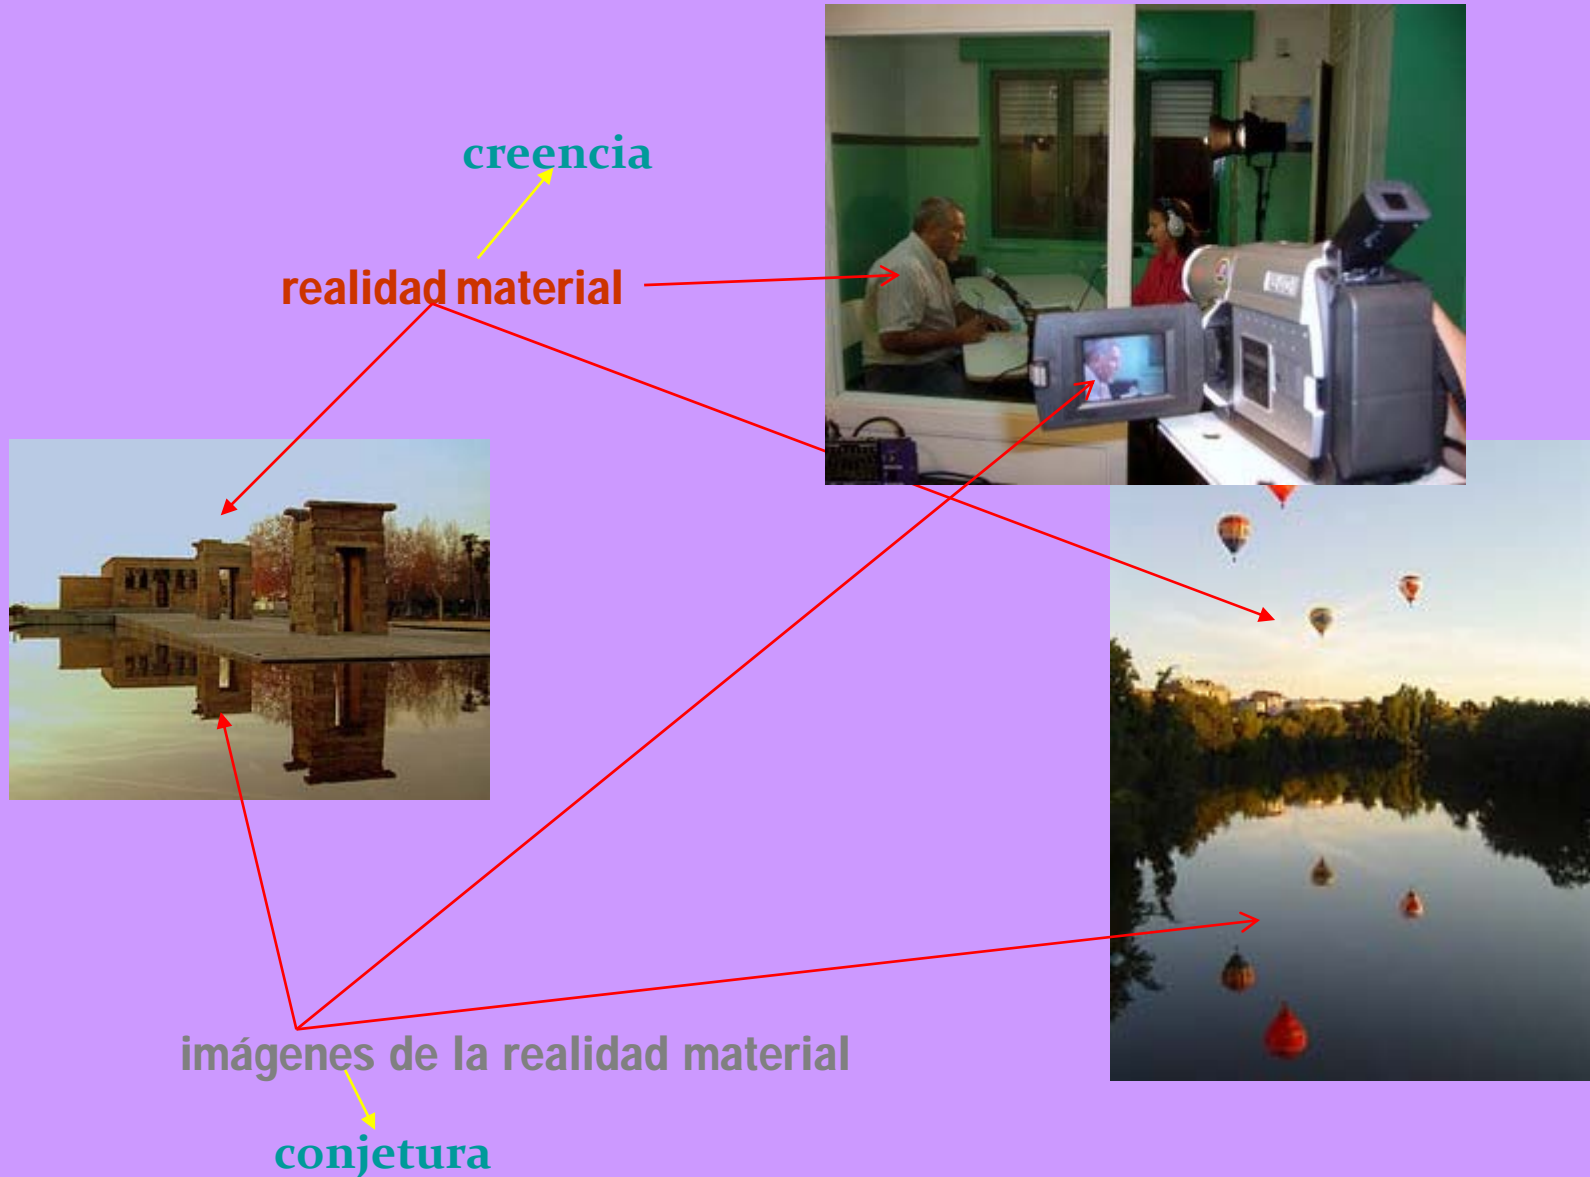 creencia
realidad material
imágenes de la realidad material
conjetura